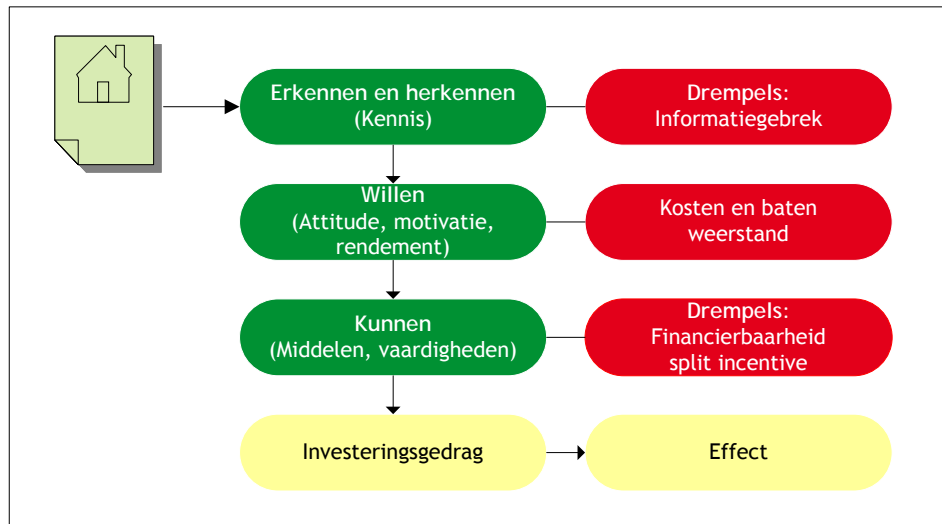 Erkennen en herkennen
(Kennis)
Drempels:
Informatiegebrek
Willen
(Attitude, motivatie,
rendement)
Kosten en baten
weerstand
Kunnen
(Middelen, vaardigheden)
Drempels:
Financierbaarheid
split incentive
Investeringsgedrag
Effect